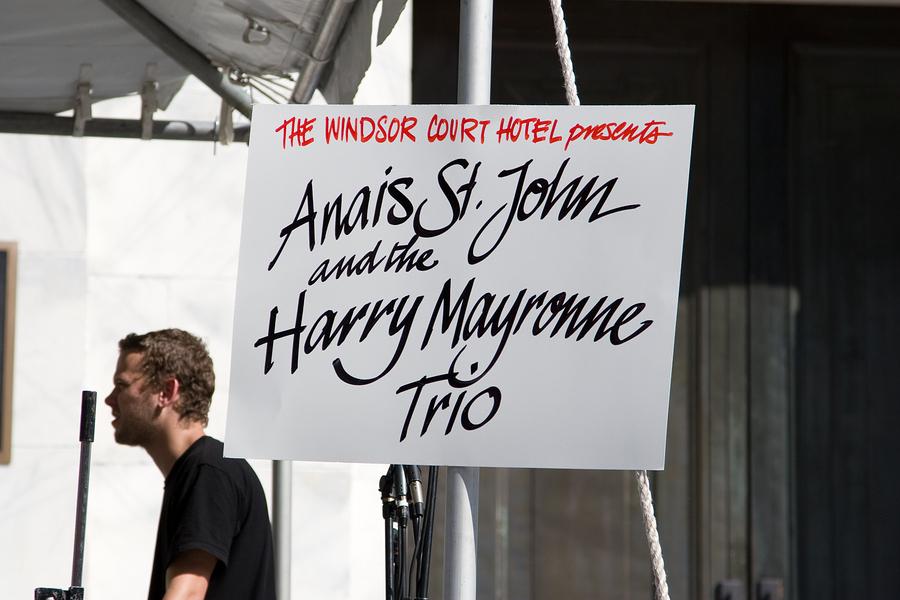 THE WINDSOR COURT HOTEL presents
Anais St. John
and the
Harry Mayronne
Trio